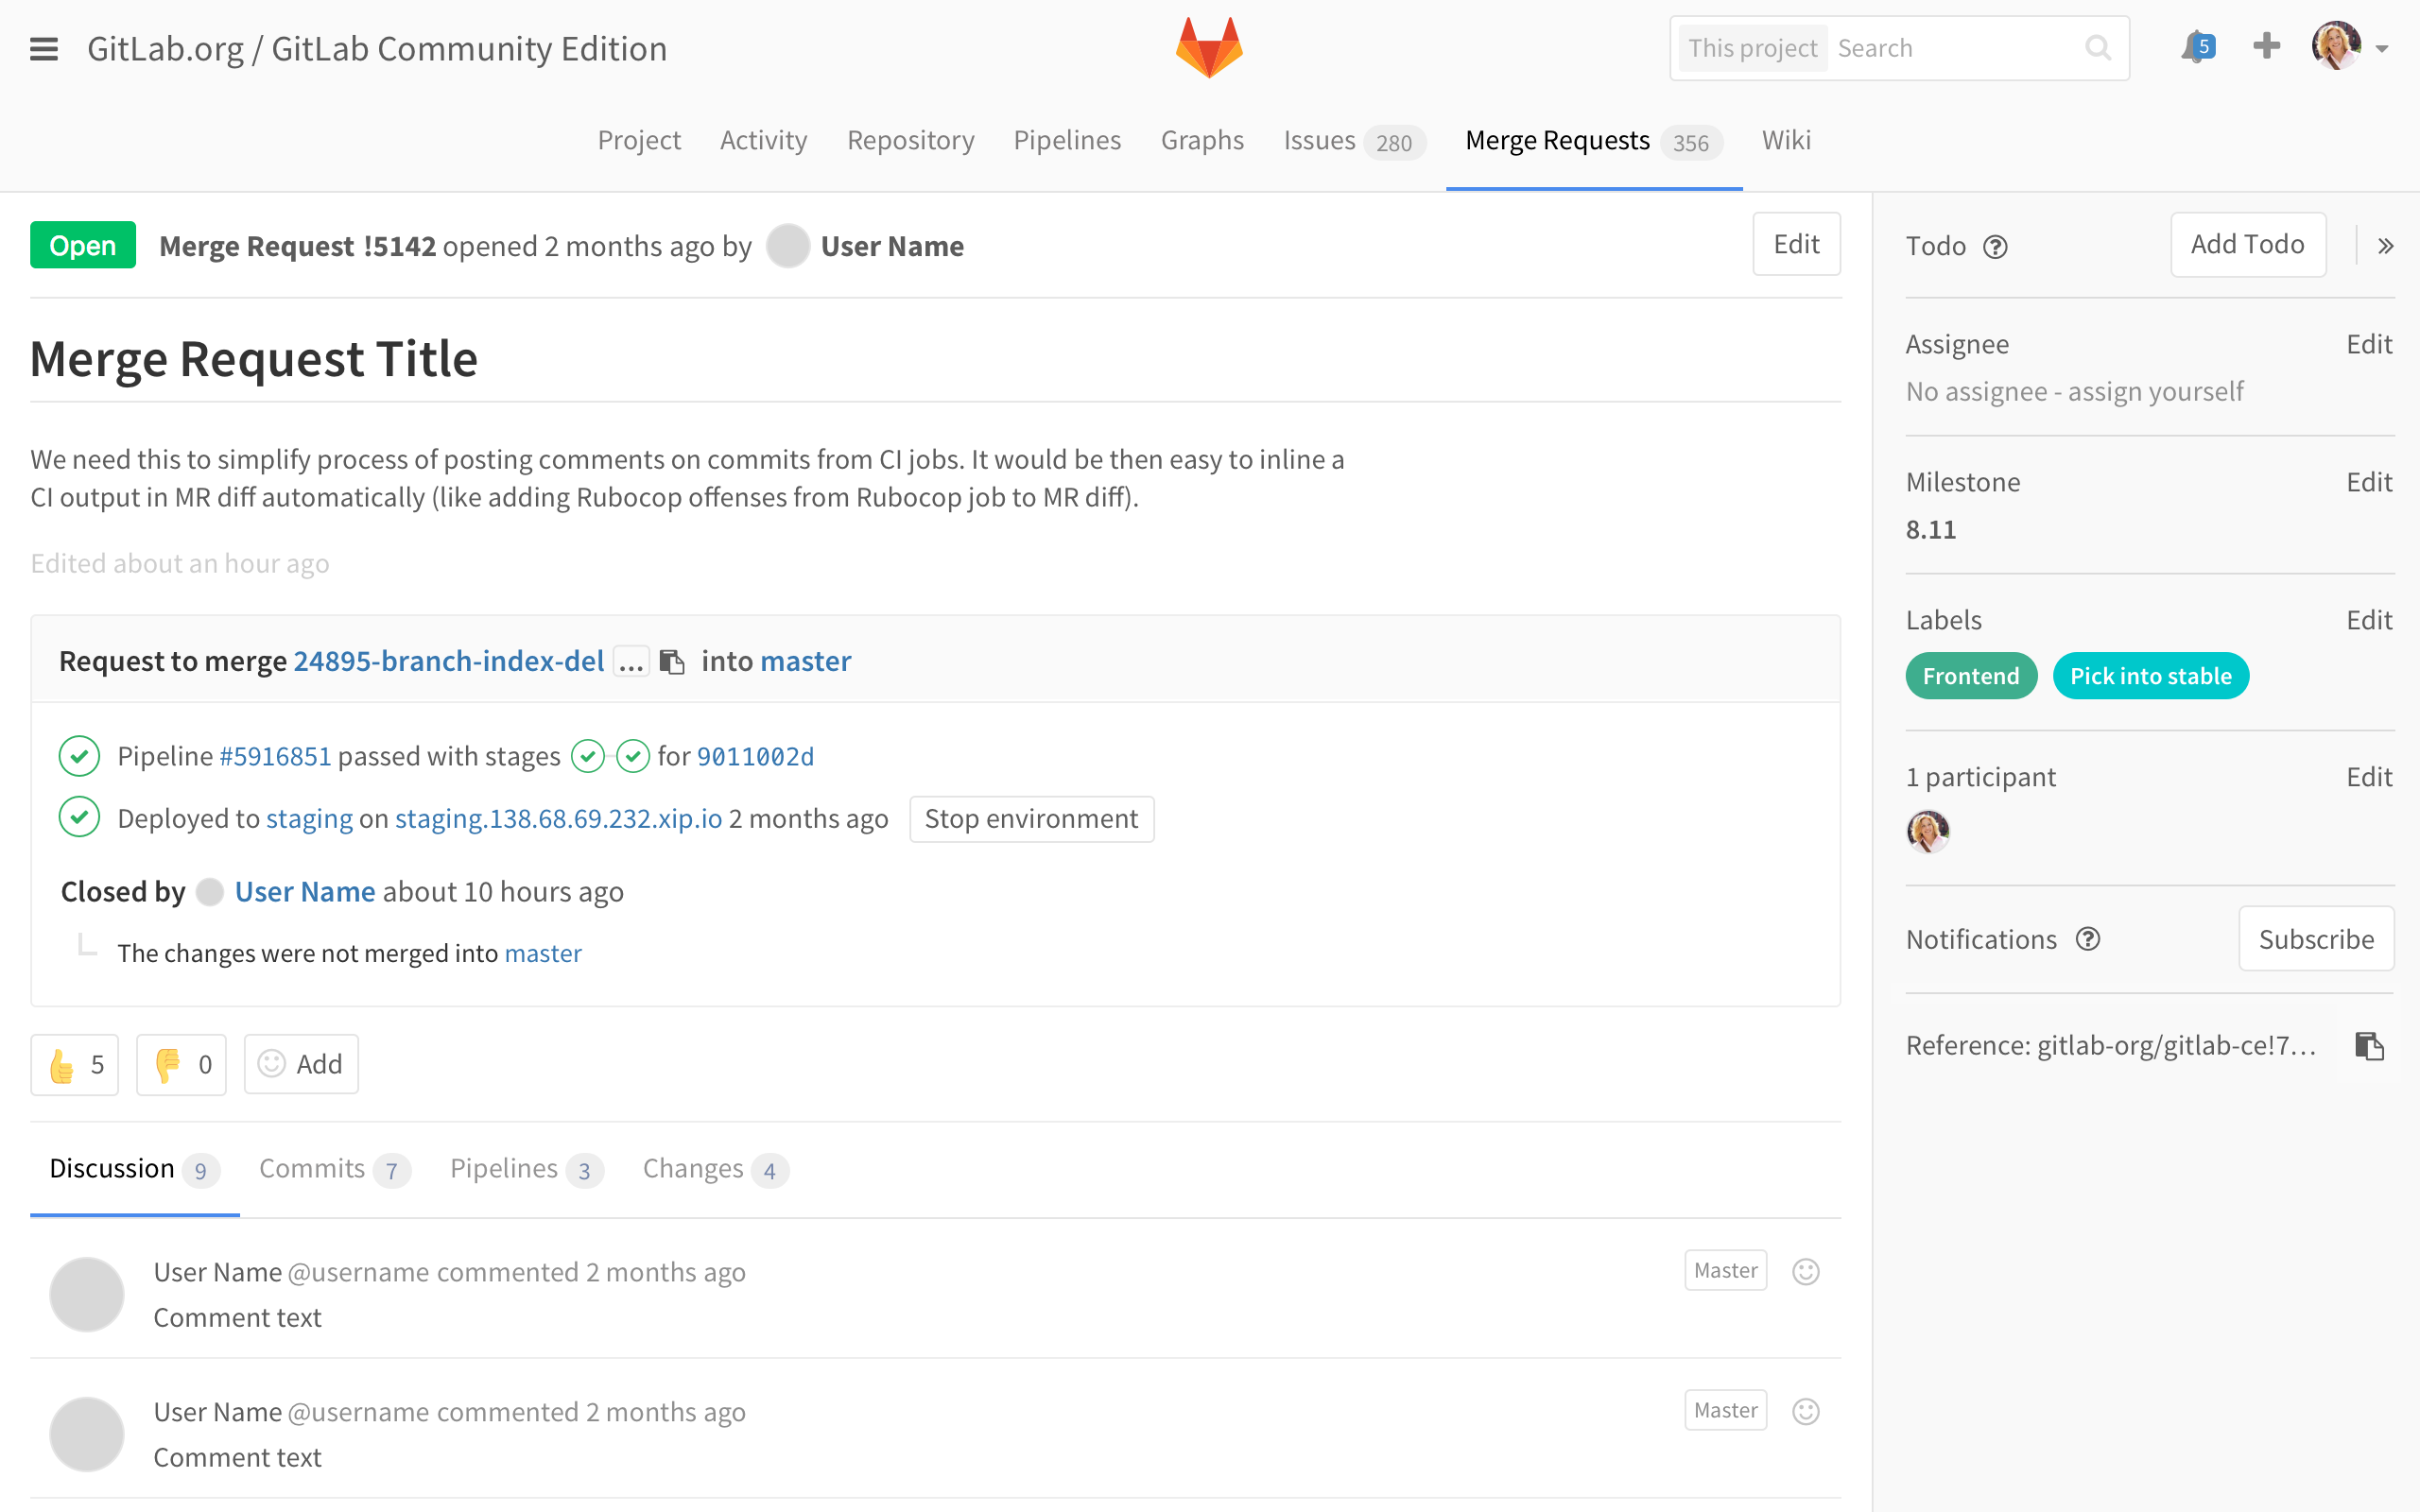 GitLab.org / GitLab Community Edition
This project Search
5
Project Activity Repository Pipelines Graphs Issues 280 Merge Requests 356 Wiki
Open Merge Request !5142 opened 2 months ago by User Name Edit
Merge Request Title
We need this to simplify process of posting comments on commits from CI jobs. It would be then easy to inline a
CI output in MR diff automatically (like adding Rubocop offenses from Rubocop job to MR diff).
Edited about an hour ago
Request to merge 24895-branch-index-del ... into master
Pipeline #5916851 passed with stages for 9011002d
Deployed to staging on staging.138.68.69.232.xip.io 2 months ago Stop environment
Closed by User Name about 10 hours ago
The changes were not merged into master
5 0 Add
Discussion 9 Commits 7 Pipelines 3 Changes 4
User Name @username commented 2 months ago Master
Comment text
User Name @username commented 2 months ago Master
Comment text
Todo Add Todo
Assignee Edit
No assignee - assign yourself
Milestone Edit
8.11
Labels Edit
Frontend Pick into stable
1 participant Edit
Notifications Subscribe
Reference: gitlab-org/gitlab-ce!7...